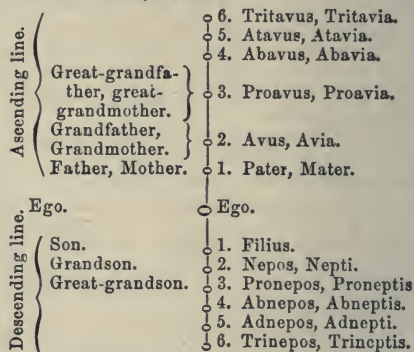 6. Tritavus, Tritavia.
5. Atavus, Atavia.
4. Abavus, Abavia.
Ascending line.
Great-grandfa-
ther, great-
grandmother.
3. Proavus, Proavia.
Grandfather,
Grandmother.
2. Avus, Avia.
Father, Mother. 1. Pater, Mater.
Ego. Ego.
Descending line.
Son. 1. Filius.
Grandson. 2. Nepos, Nepti.
Great-grandson. 3. Pronepos, Proneptis
4. Abnepos, Abneptis.
5. Adnepos, Adnepti.
6. Trinepos, Trineptis.